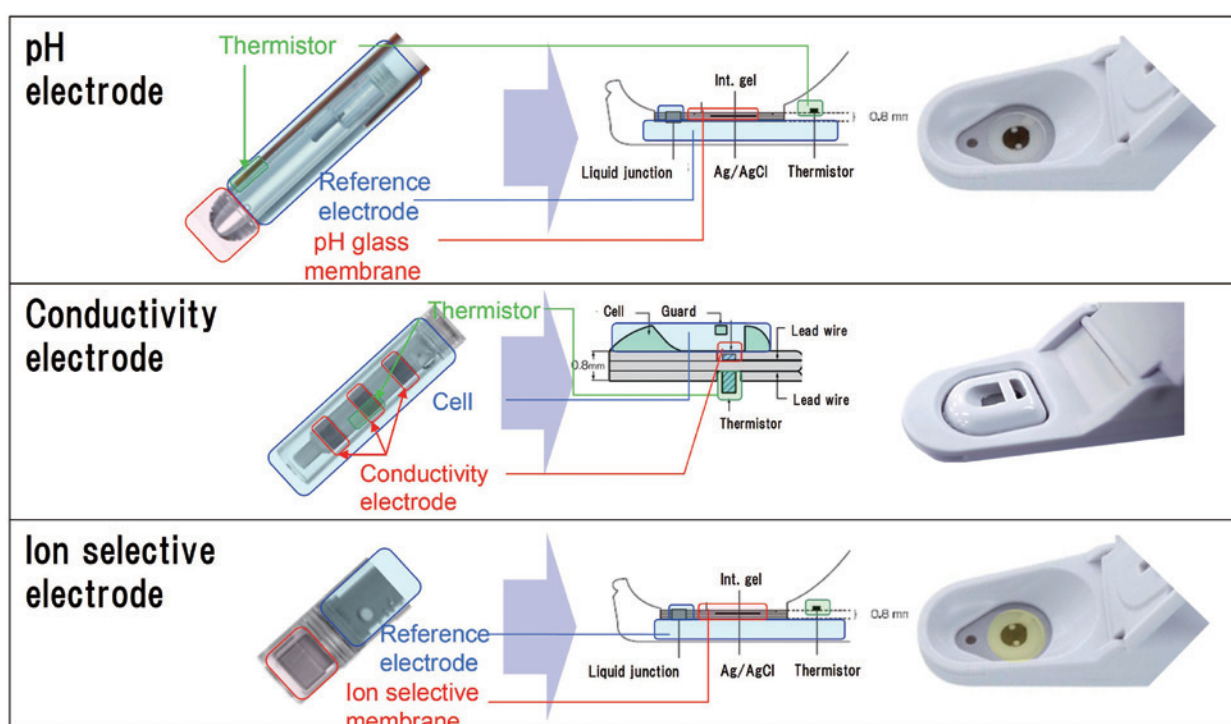 pH
electrode
Thermistor
Reference
electrode
pH glass
membrane
Int. gel
0.8 mm
Liquid junction
Ag/AgCl
Thermistor
Conductivity
electrode
Thermistor
Cell
Conductivity
electrode
Cell
Guard
Lead wire
0.8mm
Lead wire
Thermistor
Ion selective
electrode
Reference
electrode
Ion selective
membrane
Int. gel
0.8 mm
Liquid junction
Ag/AgCl
Thermistor